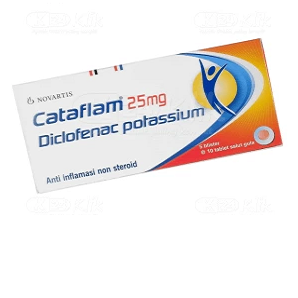 NOVARTIS
Cataflam® 25mg
Diclofenac potassium
5 blister
@ 10 tablet salut gula
Anti inflamasi non steroid